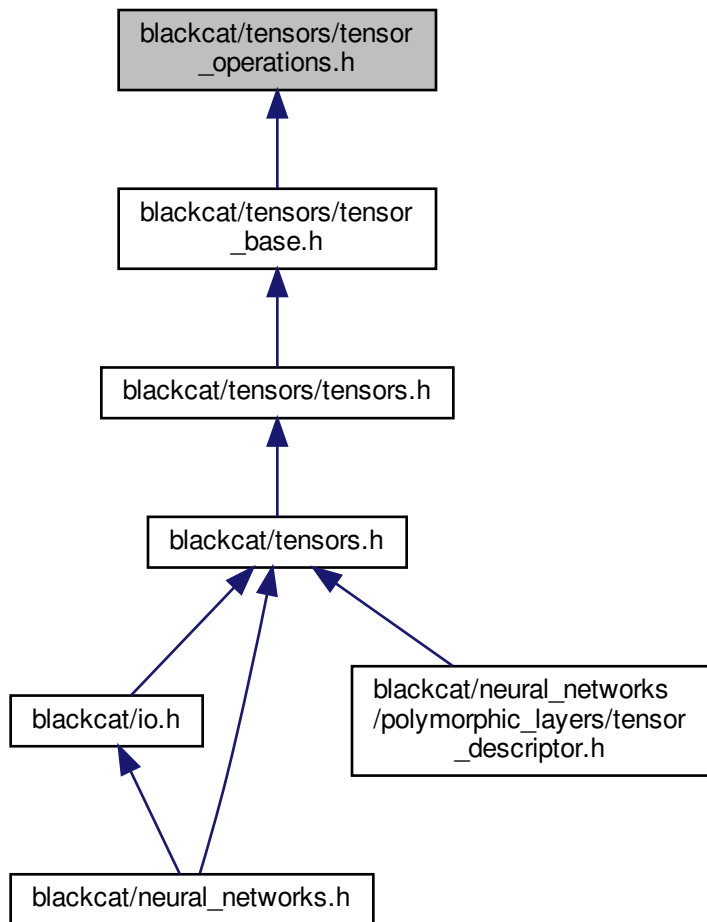 blackcat/tensors/tensor
_operations.h
blackcat/tensors/tensor
_base.h
blackcat/tensors/tensors.h
blackcat/tensors.h
blackcat/io.h
blackcat/neural_networks
/polymorphic_layers/tensor
_descriptor.h
blackcat/neural_networks.h